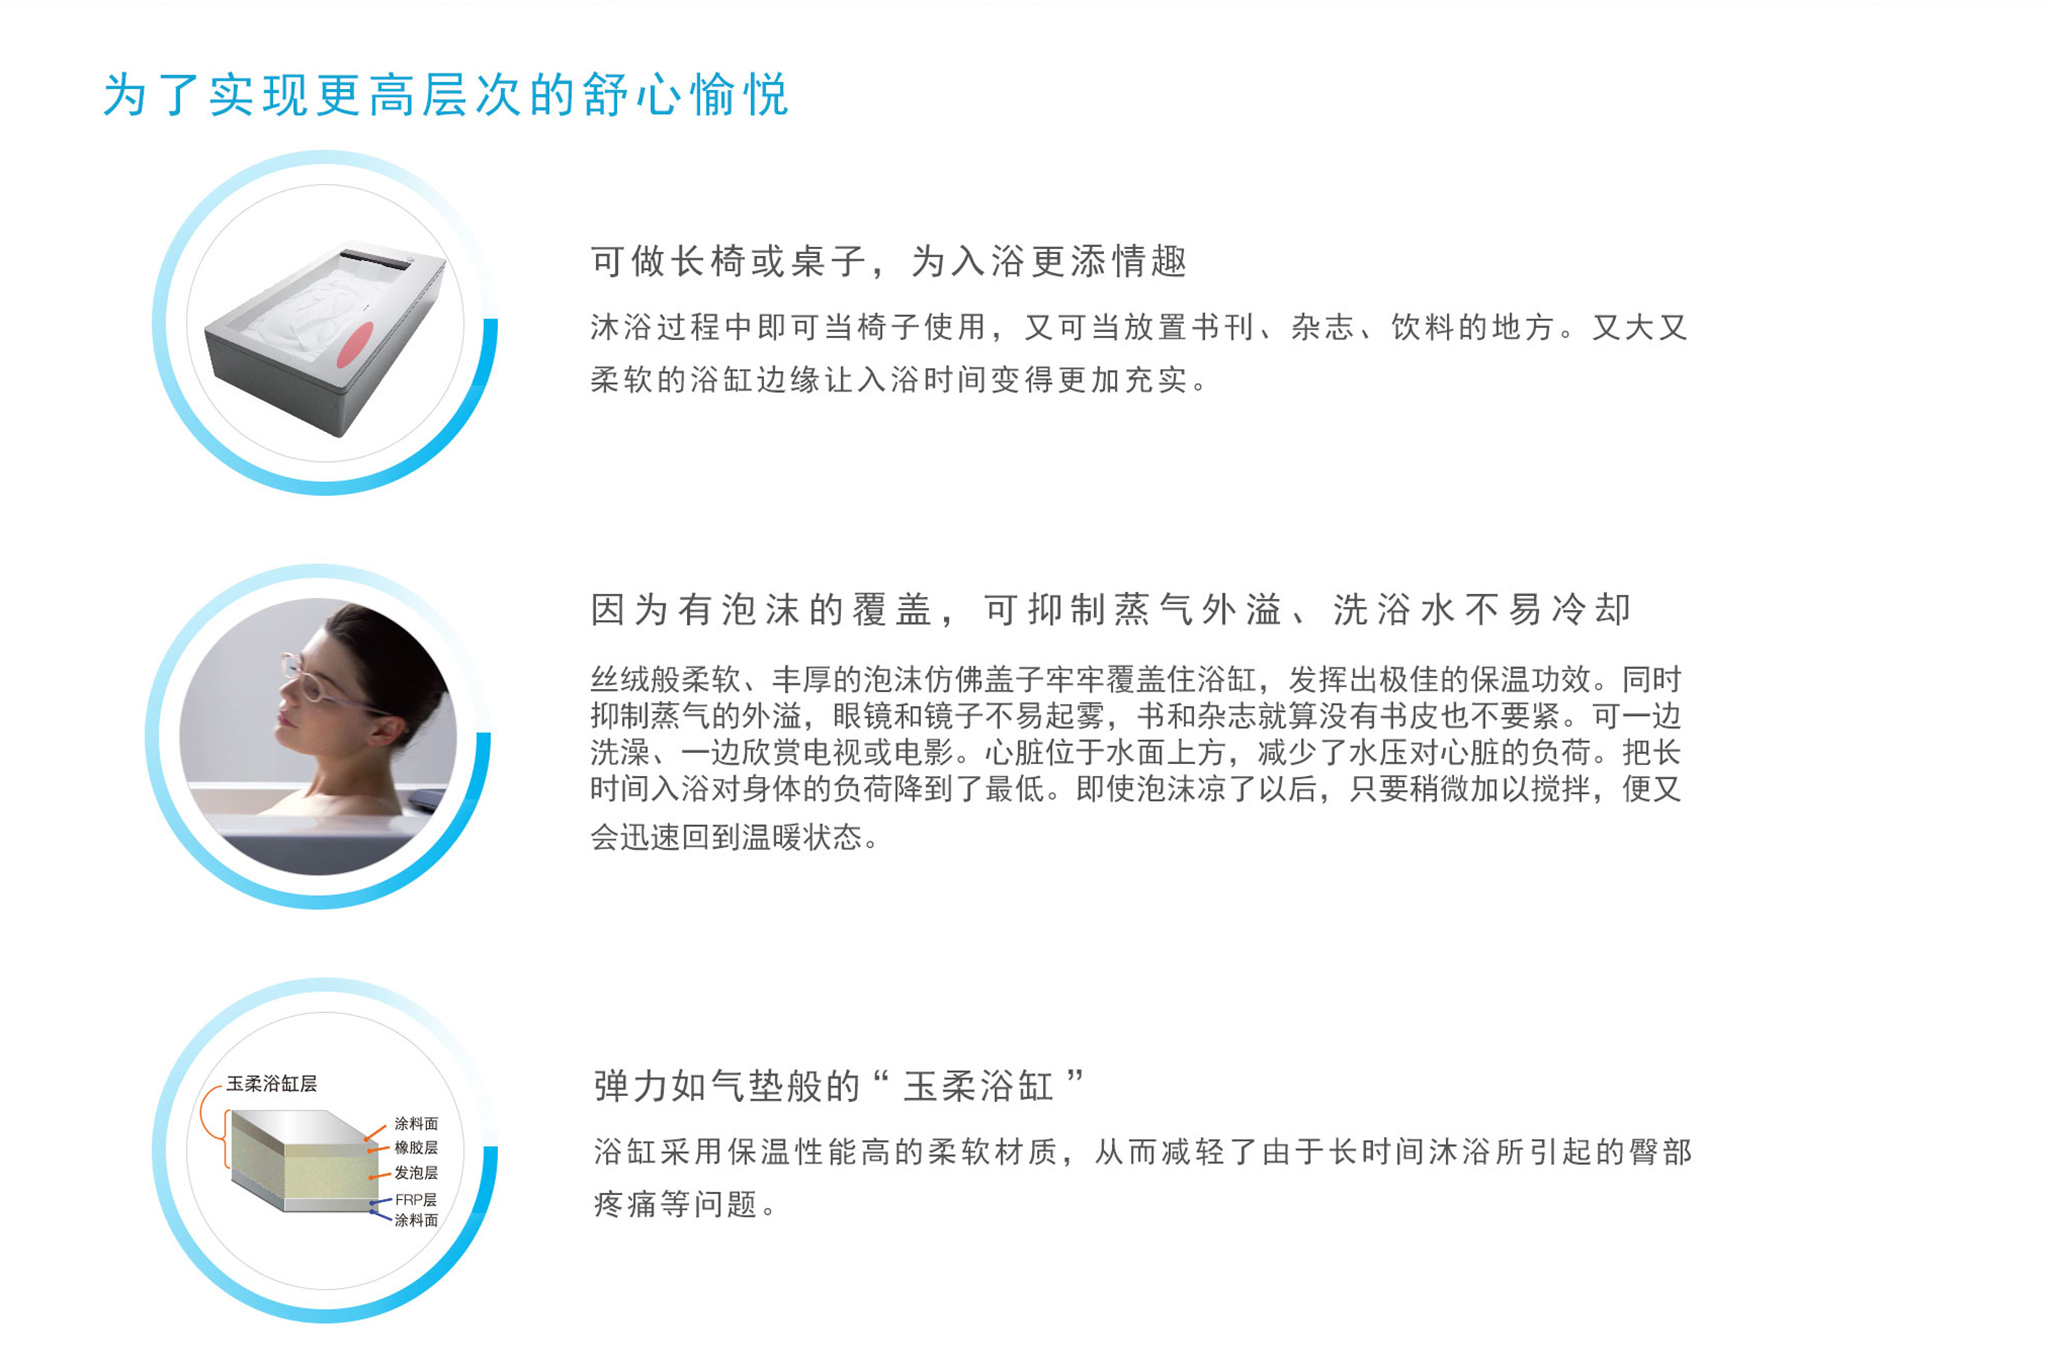 为了实现更高层次的舒心愉悦
可做长椅或桌子，为入浴更添情趣
沐浴过程中即可当椅子使用，又可当放置书刊、杂志、饮料的地方。又大又
柔软的浴缸边缘让入浴时间变得更加充实。
因为有泡沫的覆盖，可抑制蒸气外溢、洗浴水不易冷却
丝绒般柔软、丰厚的泡沫仿佛盖子牢牢覆盖住浴缸，发挥出极佳的保温功效。同时
抑制蒸气的外溢，眼镜和镜子不易起雾，书和杂志就算没有书皮也不要紧。可一边
洗澡、一边欣赏电视或电影。心脏位于水面上方，减少了水压对心脏的负荷。把长
时间入浴对身体的负荷降到了最低。即使泡沫凉了以后，只要稍微加以搅拌，便又
会迅速回到温暖状态。
玉柔浴缸层
涂料面
橡胶层
发泡层
FRP层
涂料面
弹力如气垫般的“玉柔浴缸”
浴缸采用保温性能高的柔软材质，从而减轻了由于长时间沐浴所引起的臀部
疼痛等问题。